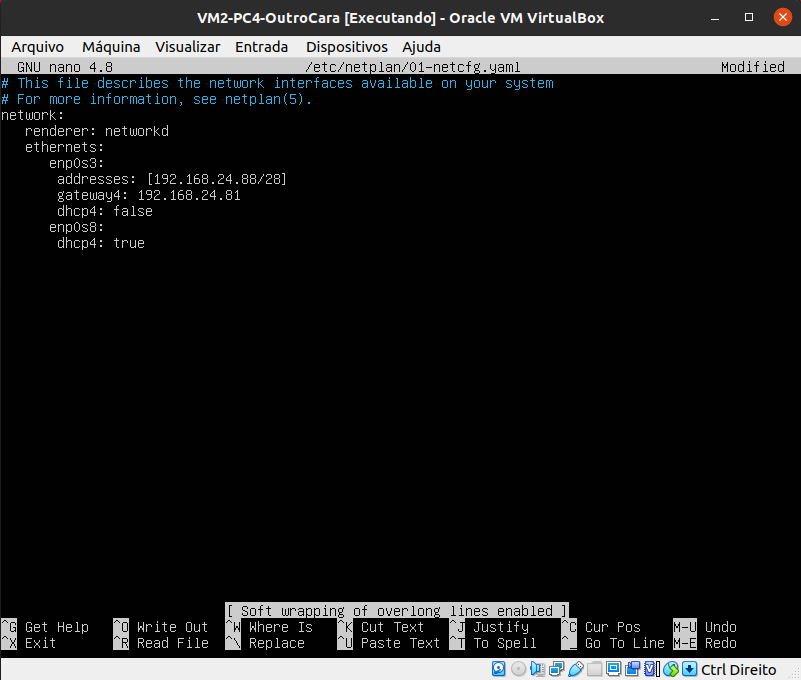 VM2-PC4-OutroCara [Executando] - Oracle VM VirtualBox
Arquivo Máquina Visualizar Entrada Dispositivos Ajuda
GNU nano 4.8 /etc/netplan/01-netcfg.yaml Modified
# This file describes the network interfaces available on your system
# For more information, see netplan(5).
network:
   renderer: networkd
   ethernets:
      enp0s3:
       addresses: [192.168.24.88/28]
       gateway4: 192.168.24.81
       dhcp4: false
      enp0s8:
       dhcp4: true
[ Soft wrapping of overlong lines enabled ]
^G Get Help ^O Write Out ^W Where Is ^K Cut Text ^J Justify ^C Cur Pos M-U Undo
^X Exit ^R Read File ^\ Replace ^U Paste Text ^T To Spell ^_ Go To Line M-E Redo
Ctrl Direito